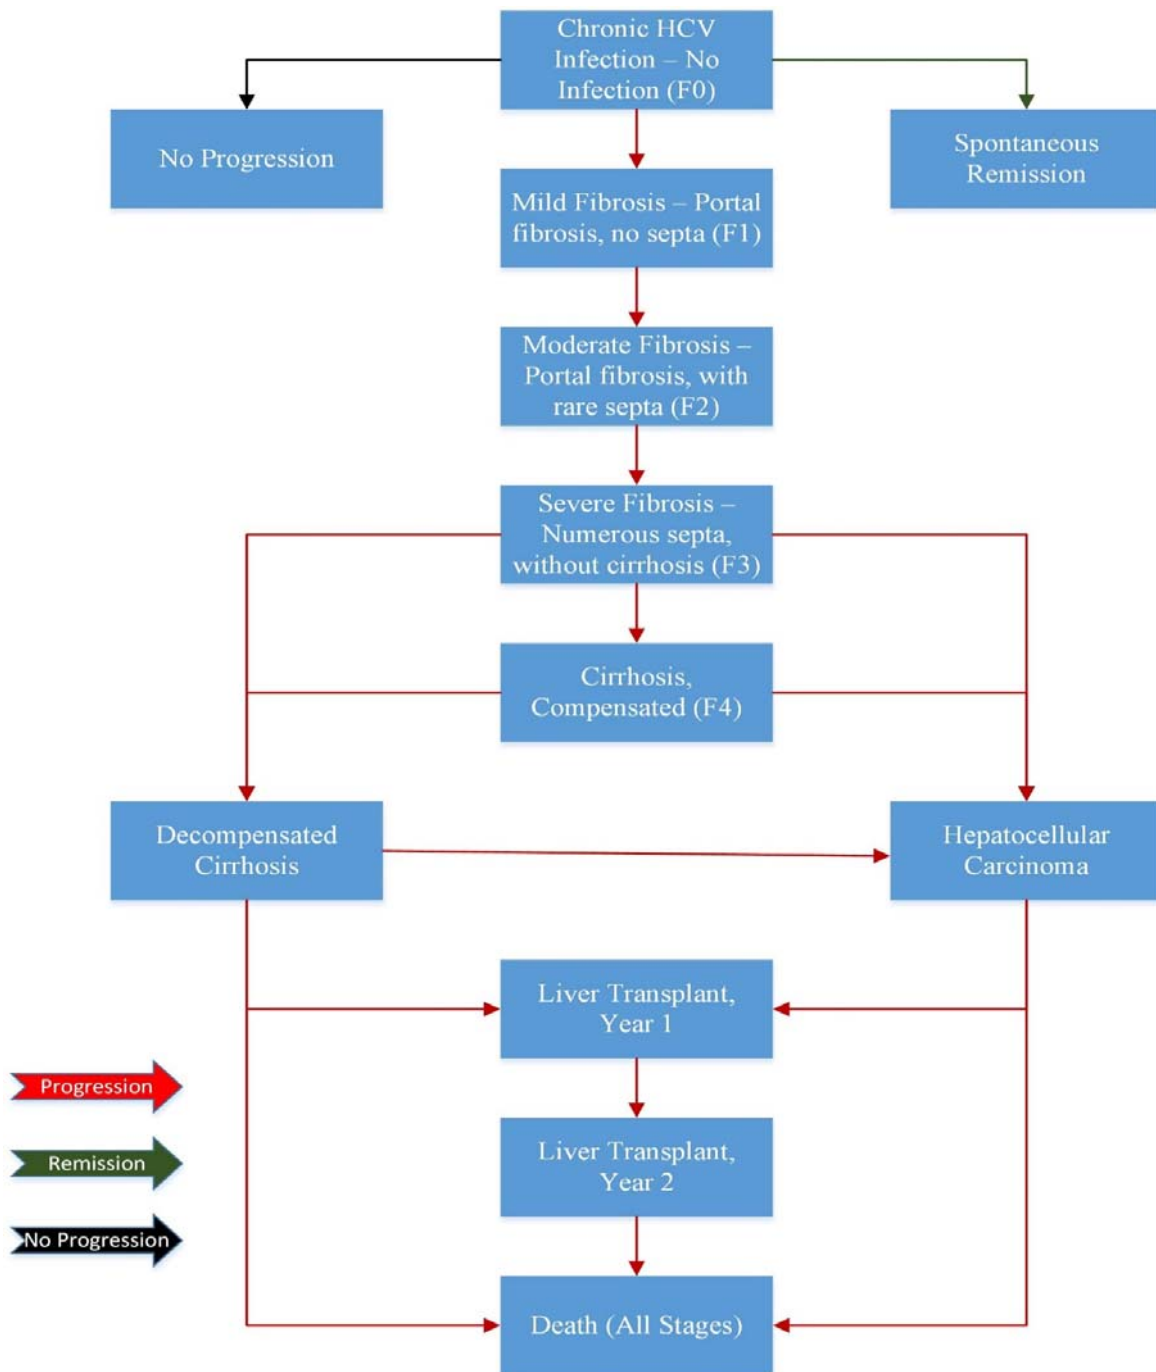 Chronic HCV
Infection – No
Infection (F0)
No Progression
Spontaneous
Remission
Mild Fibrosis – Portal
fibrosis, no septa (F1)
Moderate Fibrosis –
Portal fibrosis, with
rare septa (F2)
Severe Fibrosis –
Numerous septa,
without cirrhosis (F3)
Cirrhosis,
Compensated (F4)
Decompensated
Cirrhosis
Hepatocellular
Carcinoma
Liver Transplant,
Year 1
Progression
Liver Transplant,
Year 2
Remission
No Progression
Death (All Stages)